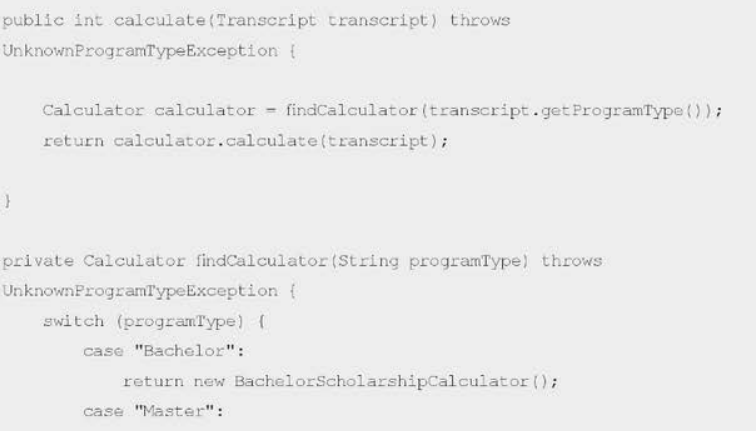 public int calculate(Transcript transcript) throws
UnknownProgramTypeException {
Calculator calculator = findCalculator(transcript.getProgramType());
return calculator.calculate(transcript);
}
private Calculator findCalculator(String programType) throws
UnknownProgramTypeException {
switch (programType) {
case "Bachelor":
return new BachelorScholarshipCalculator();
case "Master":